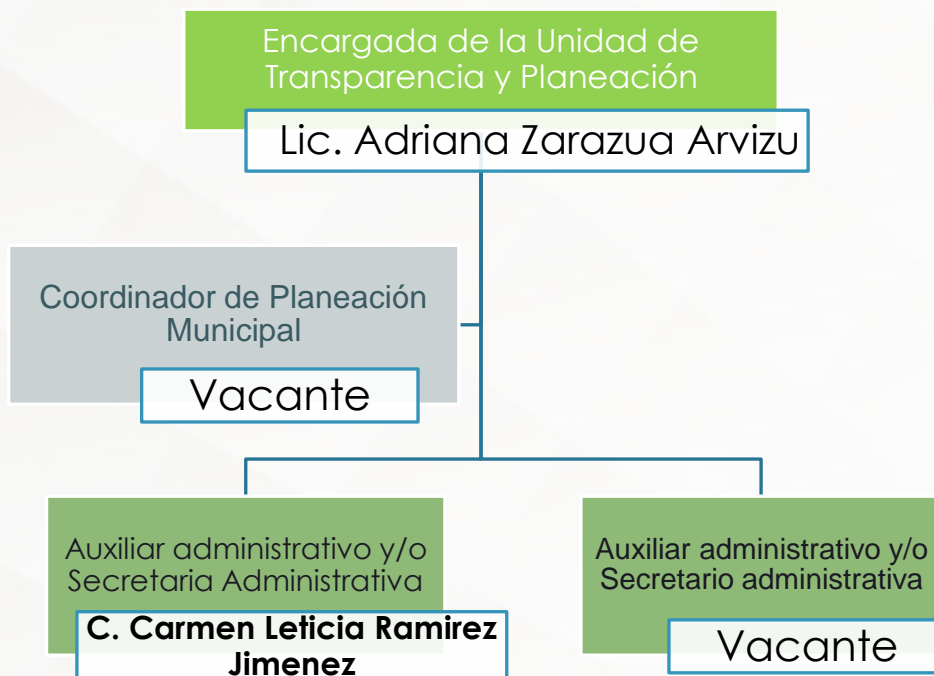 Encargada de la Unidad de
Transparencia y Planeación
Lic. Adriana Zarazua Arvizu
Coordinador de Planeación
Municipal
Vacante
Auxiliar administrativo y/o
Secretaria Administrativa
C. Carmen Leticia Ramirez
Jimenez
Auxiliar administrativo y/o
Secretario administrativa
Vacante